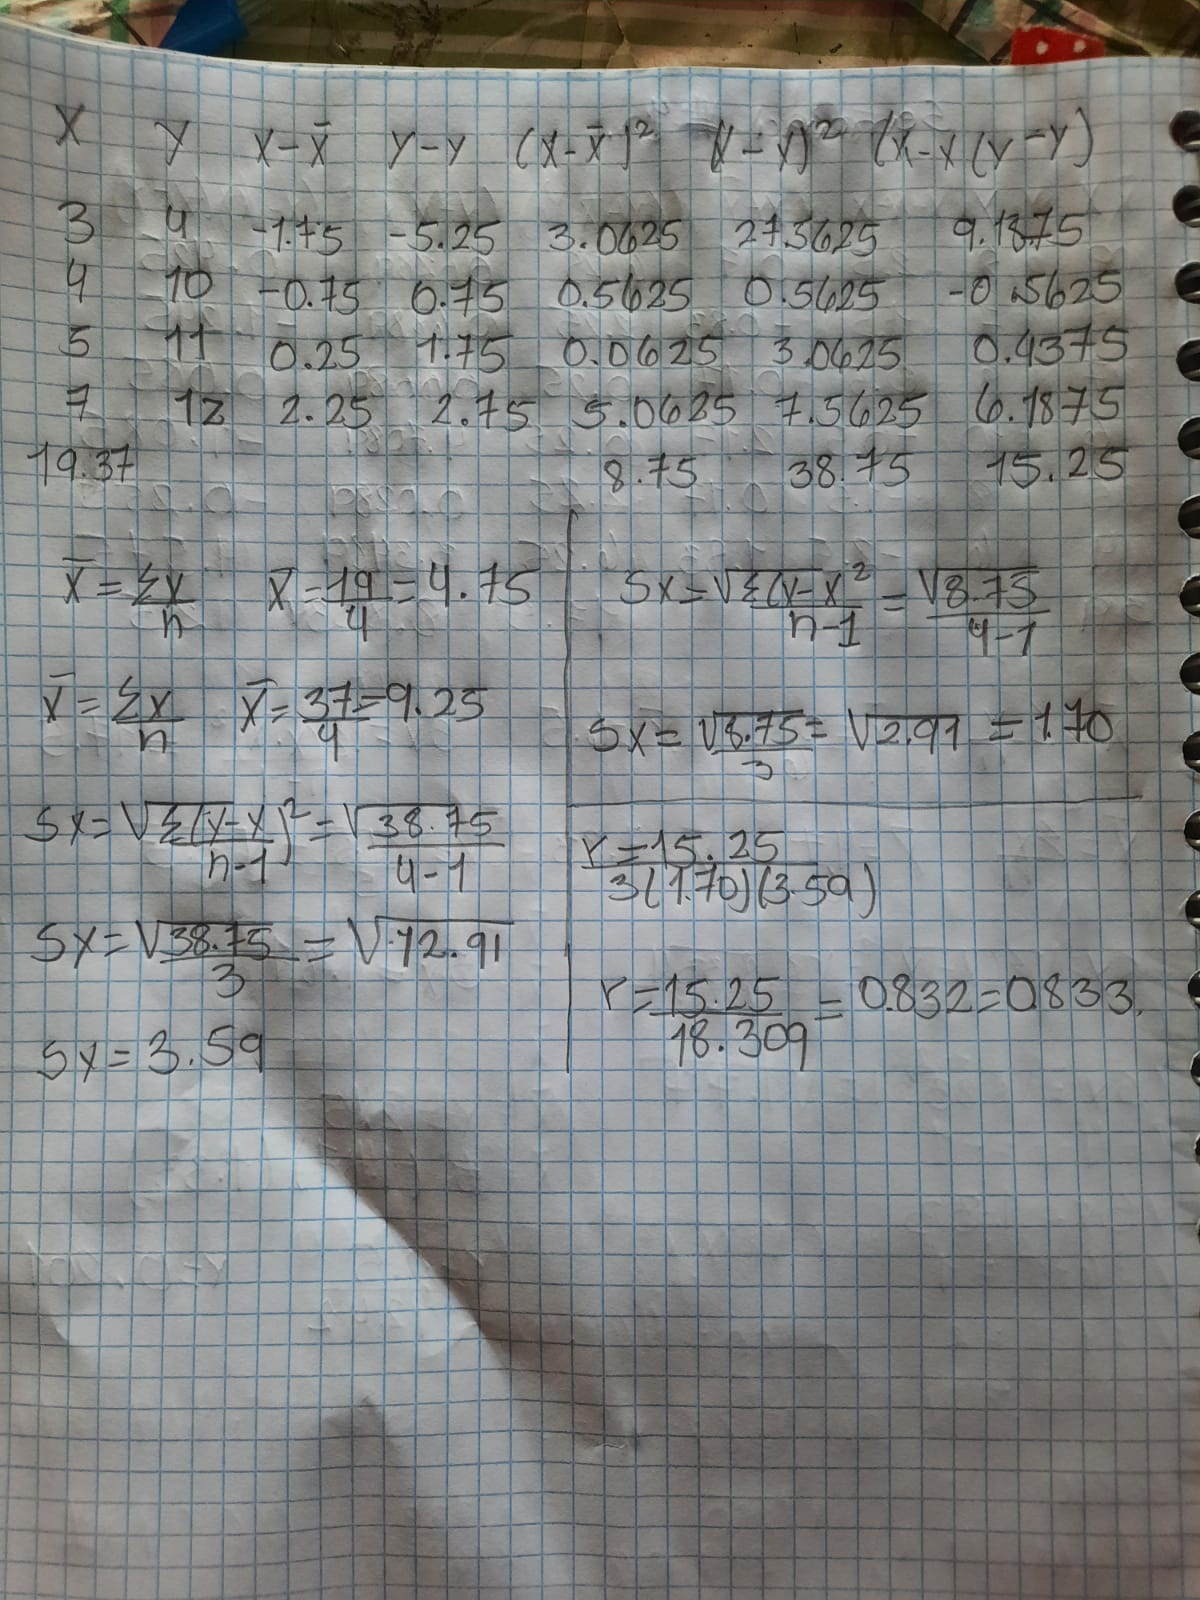 X y X-X̄ y-y (X-X̄)² (x-x)² (x-x(y-y)
3 4 -1.75 -5.25 3.0625 27.5625 9.1875
4 10 -0.75 0.75 0.5625 0.5625 -0.5625
5 11 0.25 1.75 0.0625 3.0625 0.4375
7 12 2.25 2.75 5.0625 7.5625 6.1875
19.37 8.75 38.75 15.25
X̄ = Σx/n X̄ = 19/4 = 4.75
X̄ = Σx/n X̄ = 37/4 = 9.25
Sx = √Σ(x-x)²/n-1 = √38.75/4-1
Sx = √38.75/3 = √12.91
Sx = 3.59
Sx = √Σ(x-x²/n-1 = √8.75/4-1
Sx = √8.75/3 = √2.91 = 1.70
r = 15.25/3(1.70)(3.59)
r = 15.25/18.309 = 0.832 = 0.833.